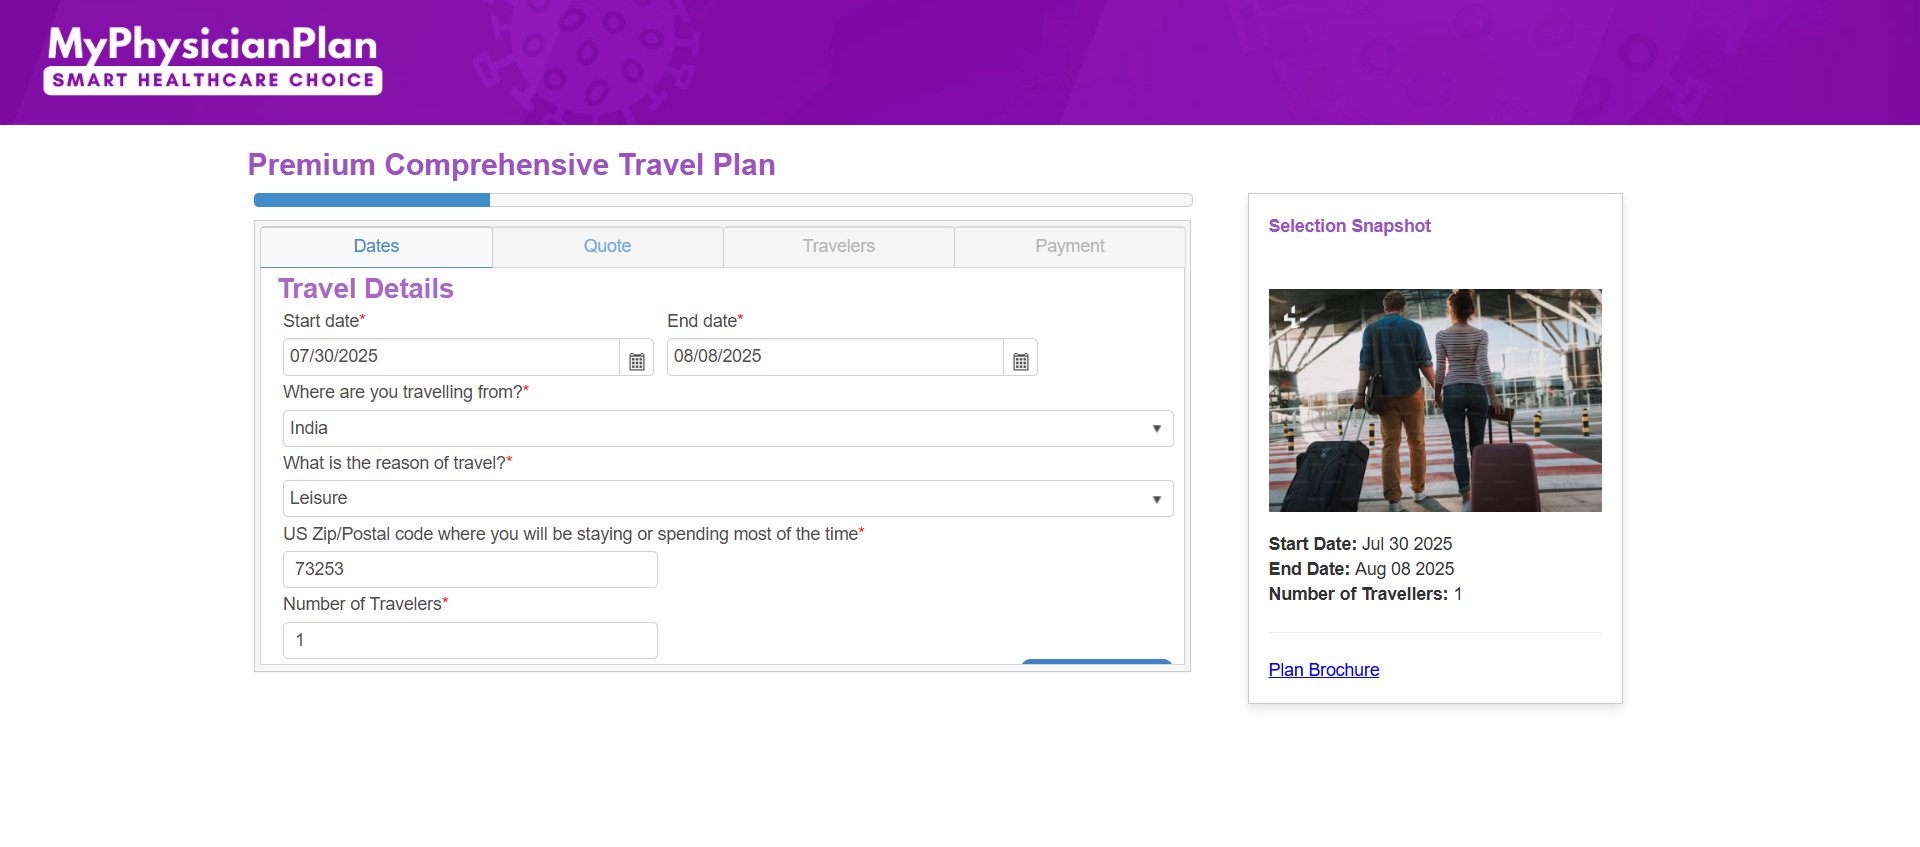 MyPhysicianPlan
SMART HEALTHCARE CHOICE
Premium Comprehensive Travel Plan
Dates
Quote
Travelers
Payment
Travel Details
Start date*
End date*
07/30/2025
08/08/2025
Where are you travelling from?*
India
What is the reason of travel?*
Leisure
US Zip/Postal code where you will be staying or spending most of the time*
73253
Number of Travelers*
1
Selection Snapshot
Start Date: Jul 30 2025
End Date: Aug 08 2025
Number of Travellers: 1
Plan Brochure